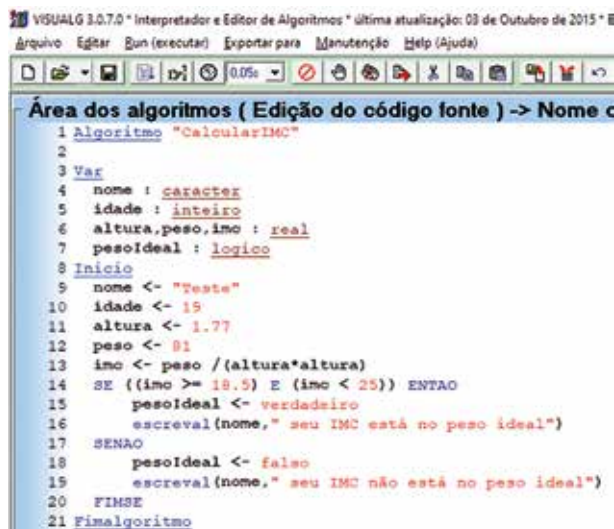 VISUALG 3.0.7.0 * Interpretador e Editor de Algoritmos * última atualização: 03 de Outubro de 2015 * E
Arquivo Editar Run (executar) Exportar para Manutenção Help (Ajuda)
0.05s
Área dos algoritmos ( Edição do código fonte ) -> Nome
1 Algoritmo "CalcularIMC"
2
3 Var
4 nome : caracter
5 idade : inteiro
6 altura,peso,imc : real
7 pesoIdeal : logico
8 Inicio
9 nome <- "Teste"
10 idade <- 19
11 altura <- 1.77
12 peso <- 81
13 imc <- peso /(altura*altura)
14 SE ((imc >= 18.5) E (imc < 25)) ENTAO
15 pesoIdeal <- verdadeiro
16 escreval(nome," seu IMC está no peso ideal")
17 SENAO
18 pesoIdeal <- falso
19 escreval(nome," seu IMC não está no peso ideal")
20 FIMSE
21 Fimalgoritmo